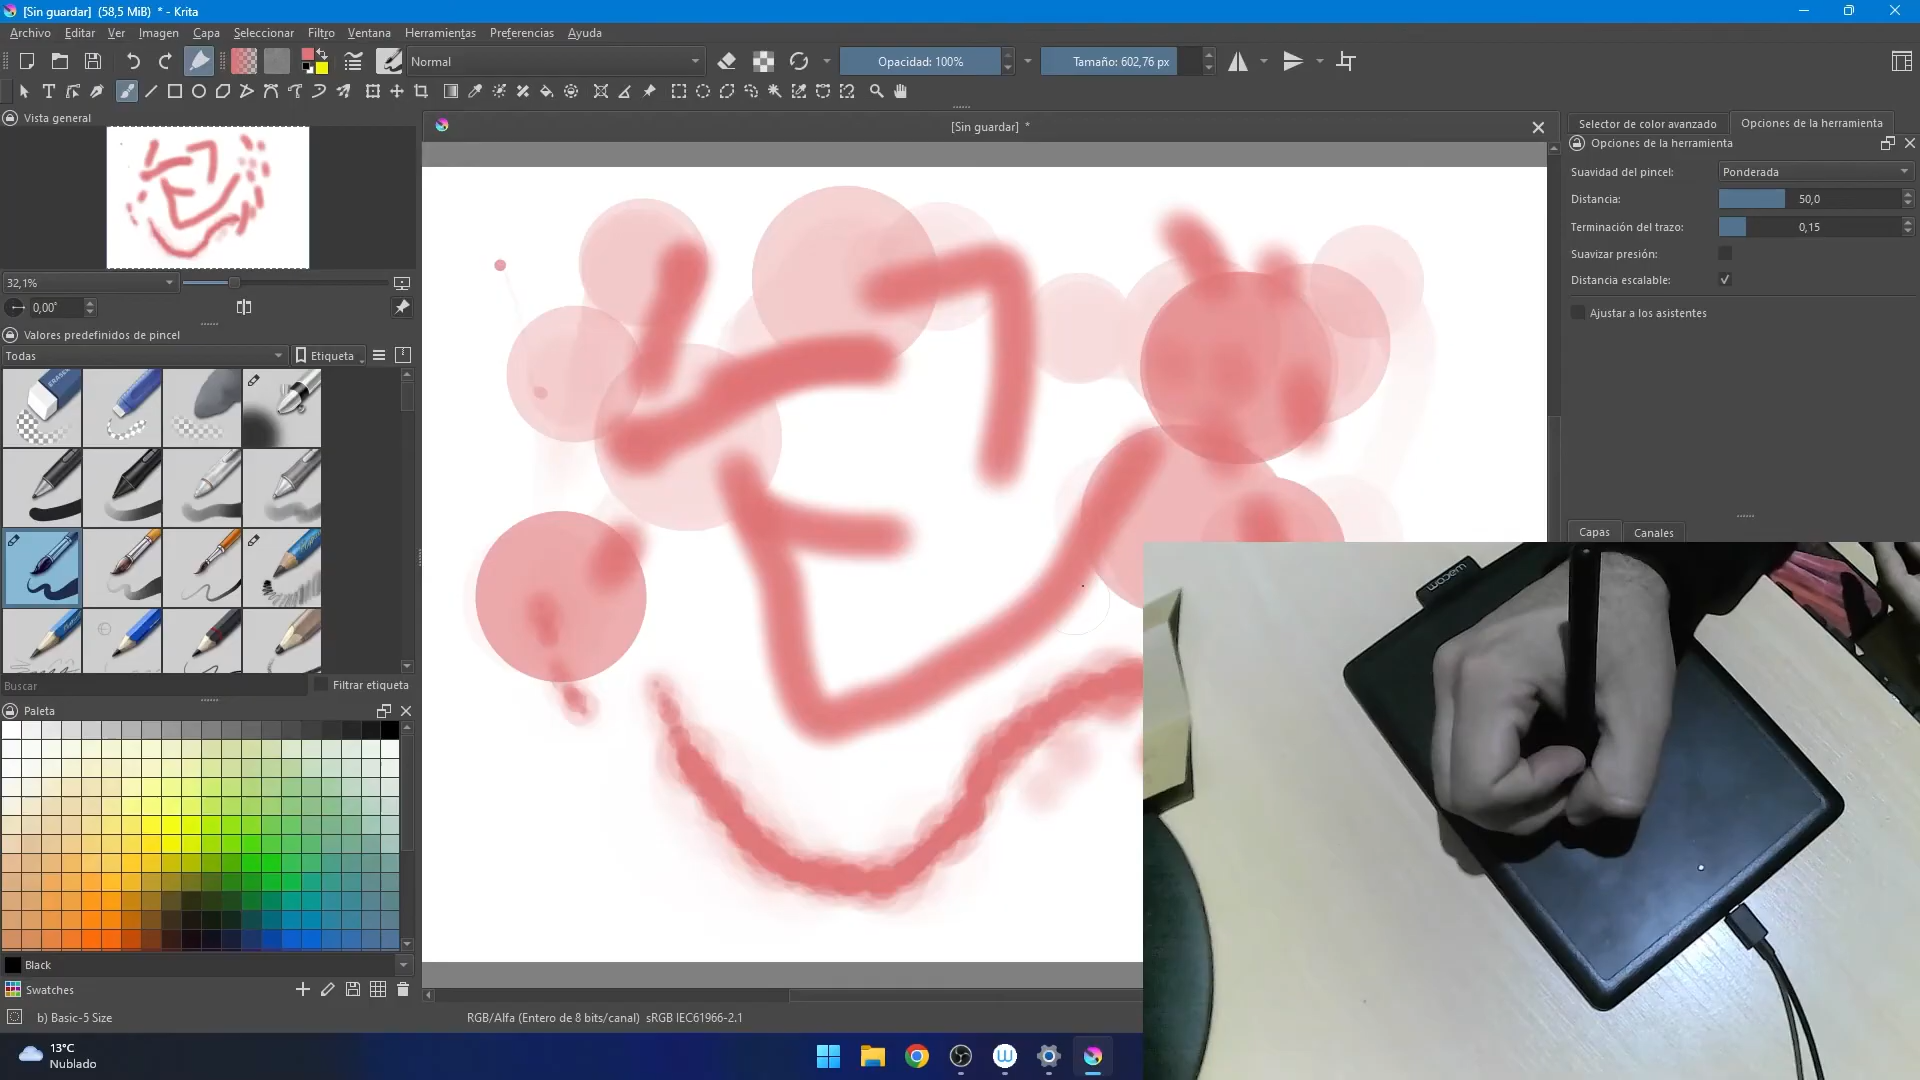 [Sin guardar] (58,5 MiB) * - Krita
Archivo Editar Ver Imagen Capa Seleccionar Filtro Ventana Herramientas Preferencias Ayuda
Normal Opacidad: 100% Tamaño: 602,76 px
Vista general
[Sin guardar] *
Selector de color avanzado Opciones de la herramienta
Opciones de la herramienta
Suavidad del pincel: Ponderada
Distancia: 50,0
Terminación del trazo: 0,15
Suavizar presión:
Distancia escalable:
Ajustar a los asistentes
32,1%
0,00°
Valores predefinidos de pincel
Todas Etiqueta
Capas Canales
wacom
Buscar Filtrar etiqueta
Paleta
Black
Swatches
b) Basic-5 Size RGB/Alfa (Entero de 8 bits/canal) sRGB IEC61966-2.1
13°C
Nublado